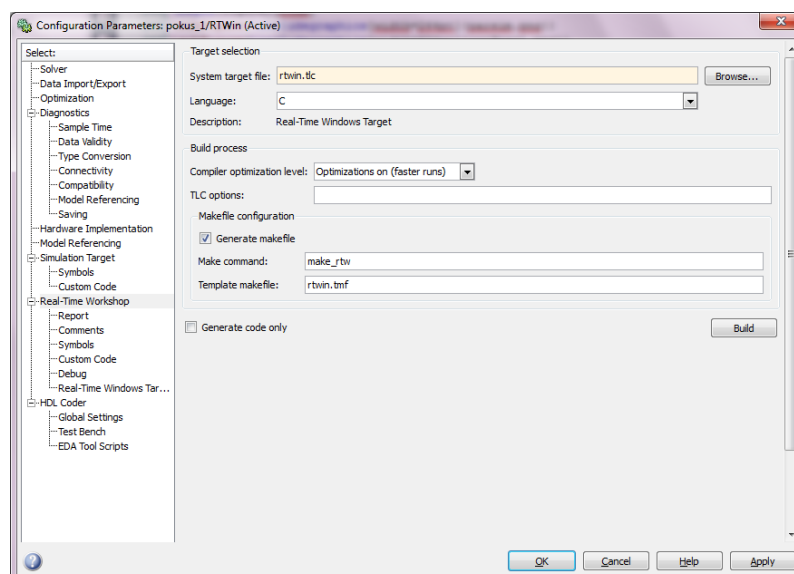 Configuration Parameters: pokus_1/RTWin (Active)
Select:
Solver
Data Import/Export
Optimization
Diagnostics
Sample Time
Data Validity
Type Conversion
Connectivity
Compatibility
Model Referencing
Saving
Hardware Implementation
Model Referencing
Simulation Target
Symbols
Custom Code
Real-Time Workshop
Report
Comments
Symbols
Custom Code
Debug
Real-Time Windows Tar...
HDL Coder
Global Settings
Test Bench
EDA Tool Scripts
Target selection
System target file: rtwin.tlc Browse...
Language: C
Description: Real-Time Windows Target
Build process
Compiler optimization level: Optimizations on (faster runs)
TLC options:
Makefile configuration
Generate makefile
Make command: make_rtw
Template makefile: rtwin.tmf
Generate code only Build
OK Cancel Help Apply